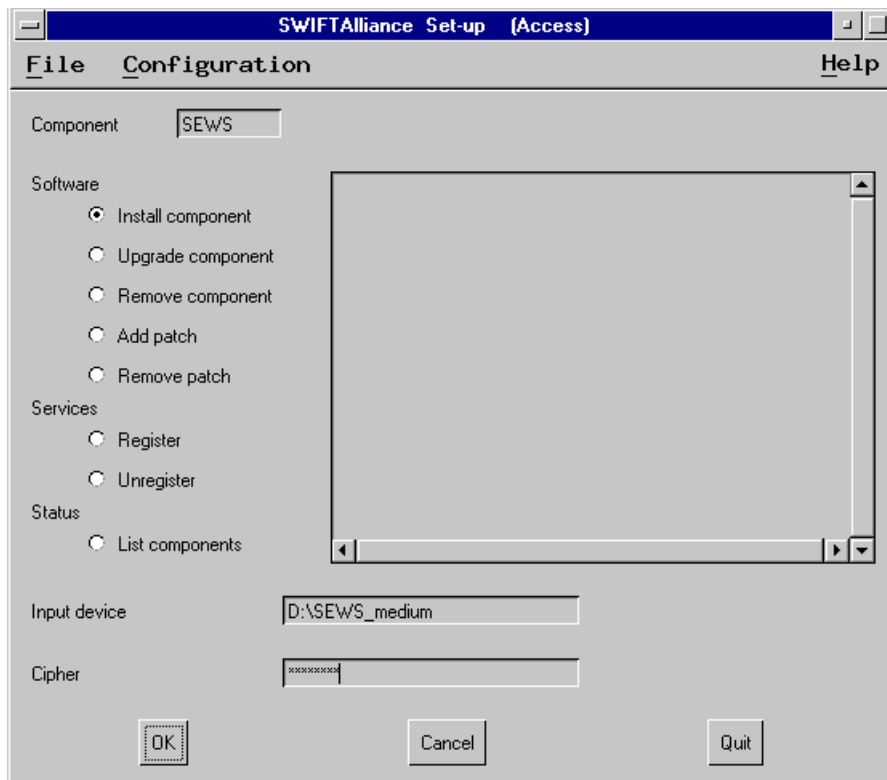 SWIFTAlliance Set-up (Access)
File Configuration Help
Component SEWS
Software
Install component
Upgrade component
Remove component
Add patch
Remove patch
Services
Register
Unregister
Status
List components
Input device D:\SEWS_medium
Cipher ********
OK Cancel Quit